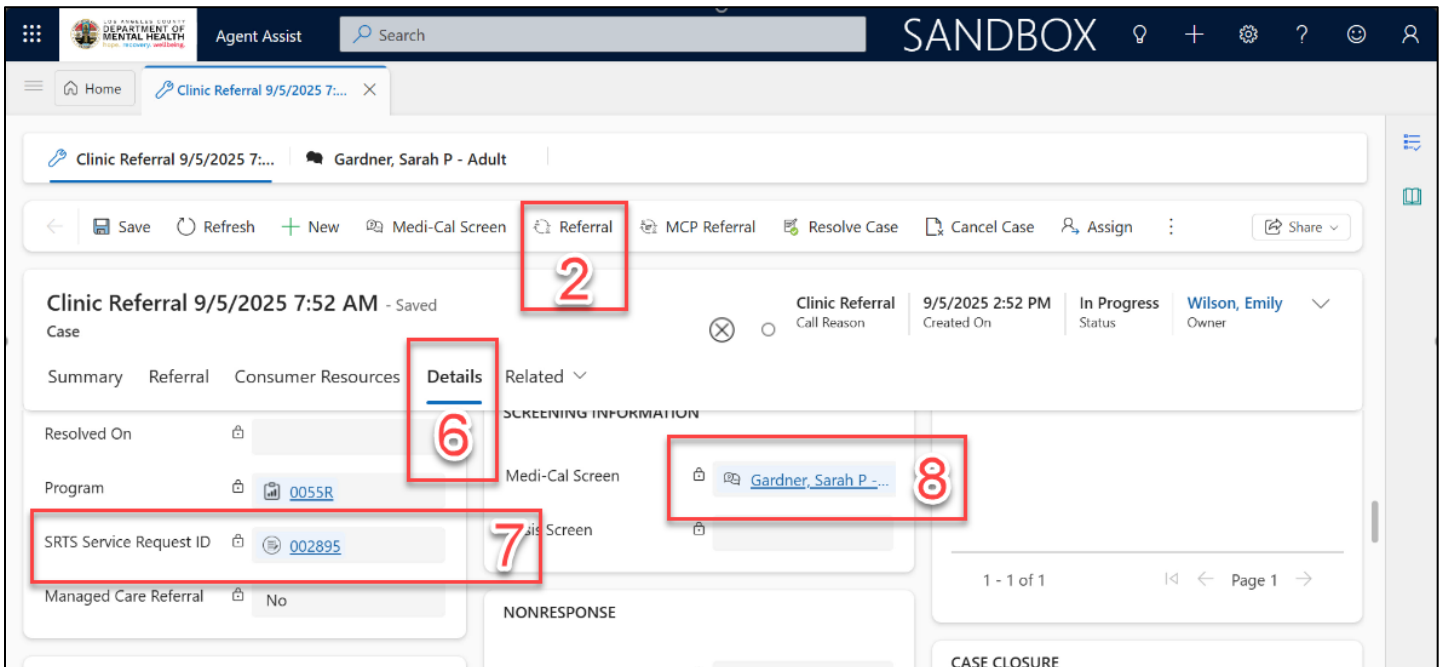 LOS ANGELES COUNTY
DEPARTMENT OF
MENTAL HEALTH
hope. recovery. wellbeing.
Agent Assist
Search
SANDBOX
Home
Clinic Referral 9/5/2025 7:...
Clinic Referral 9/5/2025 7:...
Gardner, Sarah P - Adult
Save
Refresh
New
Medi-Cal Screen
Referral
MCP Referral
Resolve Case
Cancel Case
Assign
Share
2
Clinic Referral 9/5/2025 7:52 AM - Saved
Case
Clinic Referral
Call Reason
9/5/2025 2:52 PM
Created On
In Progress
Status
Wilson, Emily
Owner
Summary
Referral
Consumer Resources
Details
Related
6
Resolved On
Program
0055R
SRTS Service Request ID
002895
7
Managed Care Referral
No
SCREENING INFORMATION
Medi-Cal Screen
Gardner, Sarah P -...
8
Screen
NONRESPONSE
1 - 1 of 1
Page 1
CASE CLOSURE